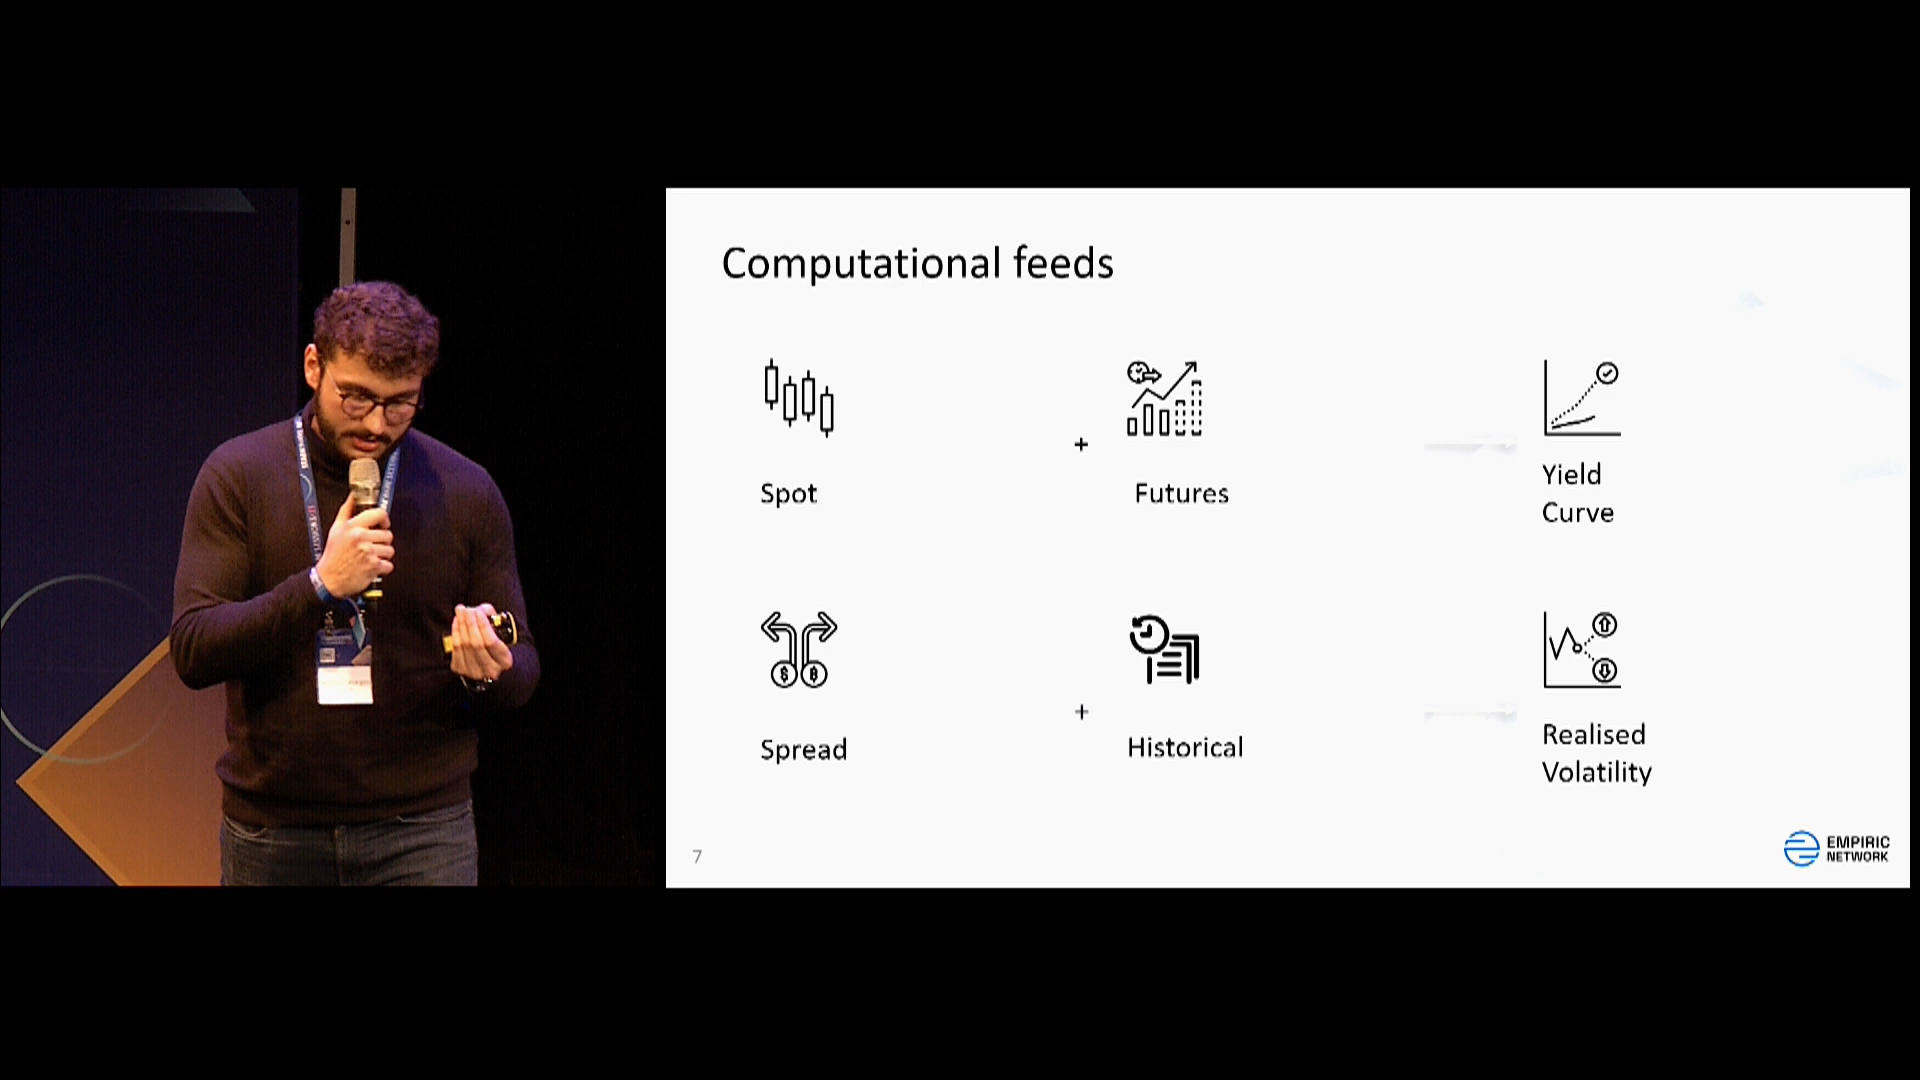 Computational feeds
Spot
+
Futures
Yield
Curve
Spread
+
Historical
Realised
Volatility
7
EMPIRIC
NETWORK